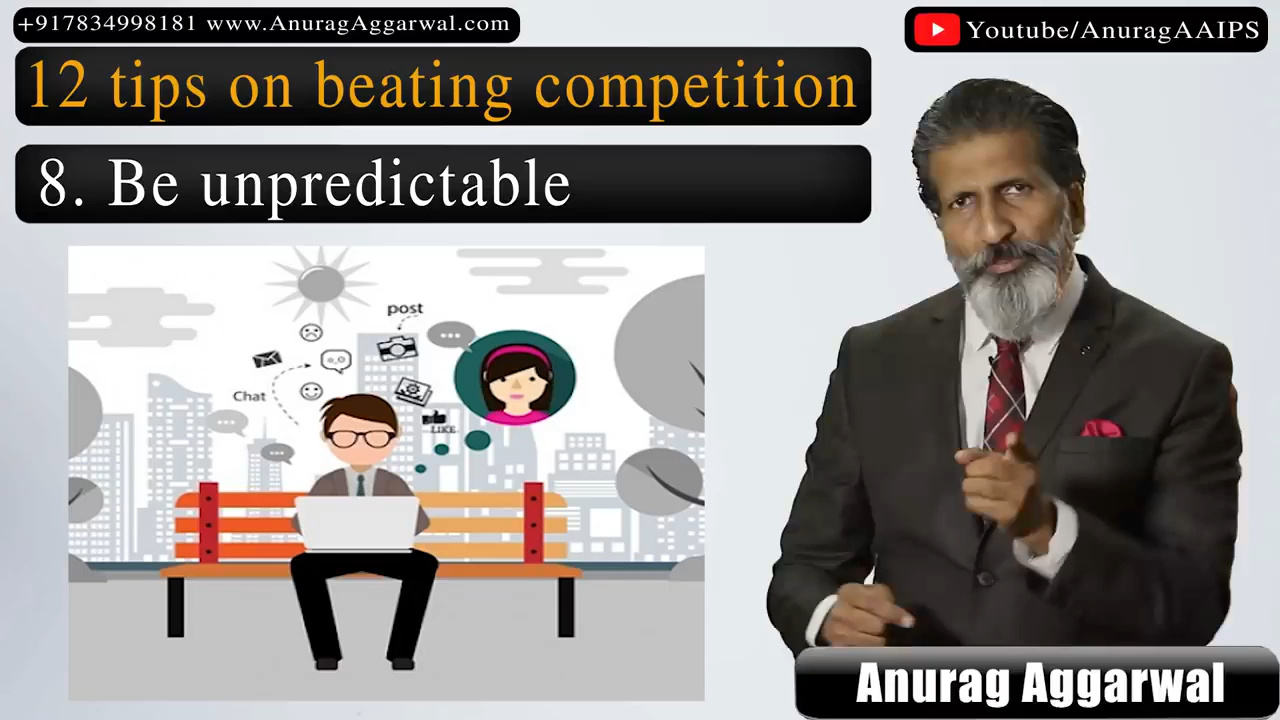 +917834998181 www.AnuragAggarwal.com
Youtube/AnuragAAIPS
12 tips on beating competition
8. Be unpredictable
post
Chat
LIKE
Anurag Aggarwal